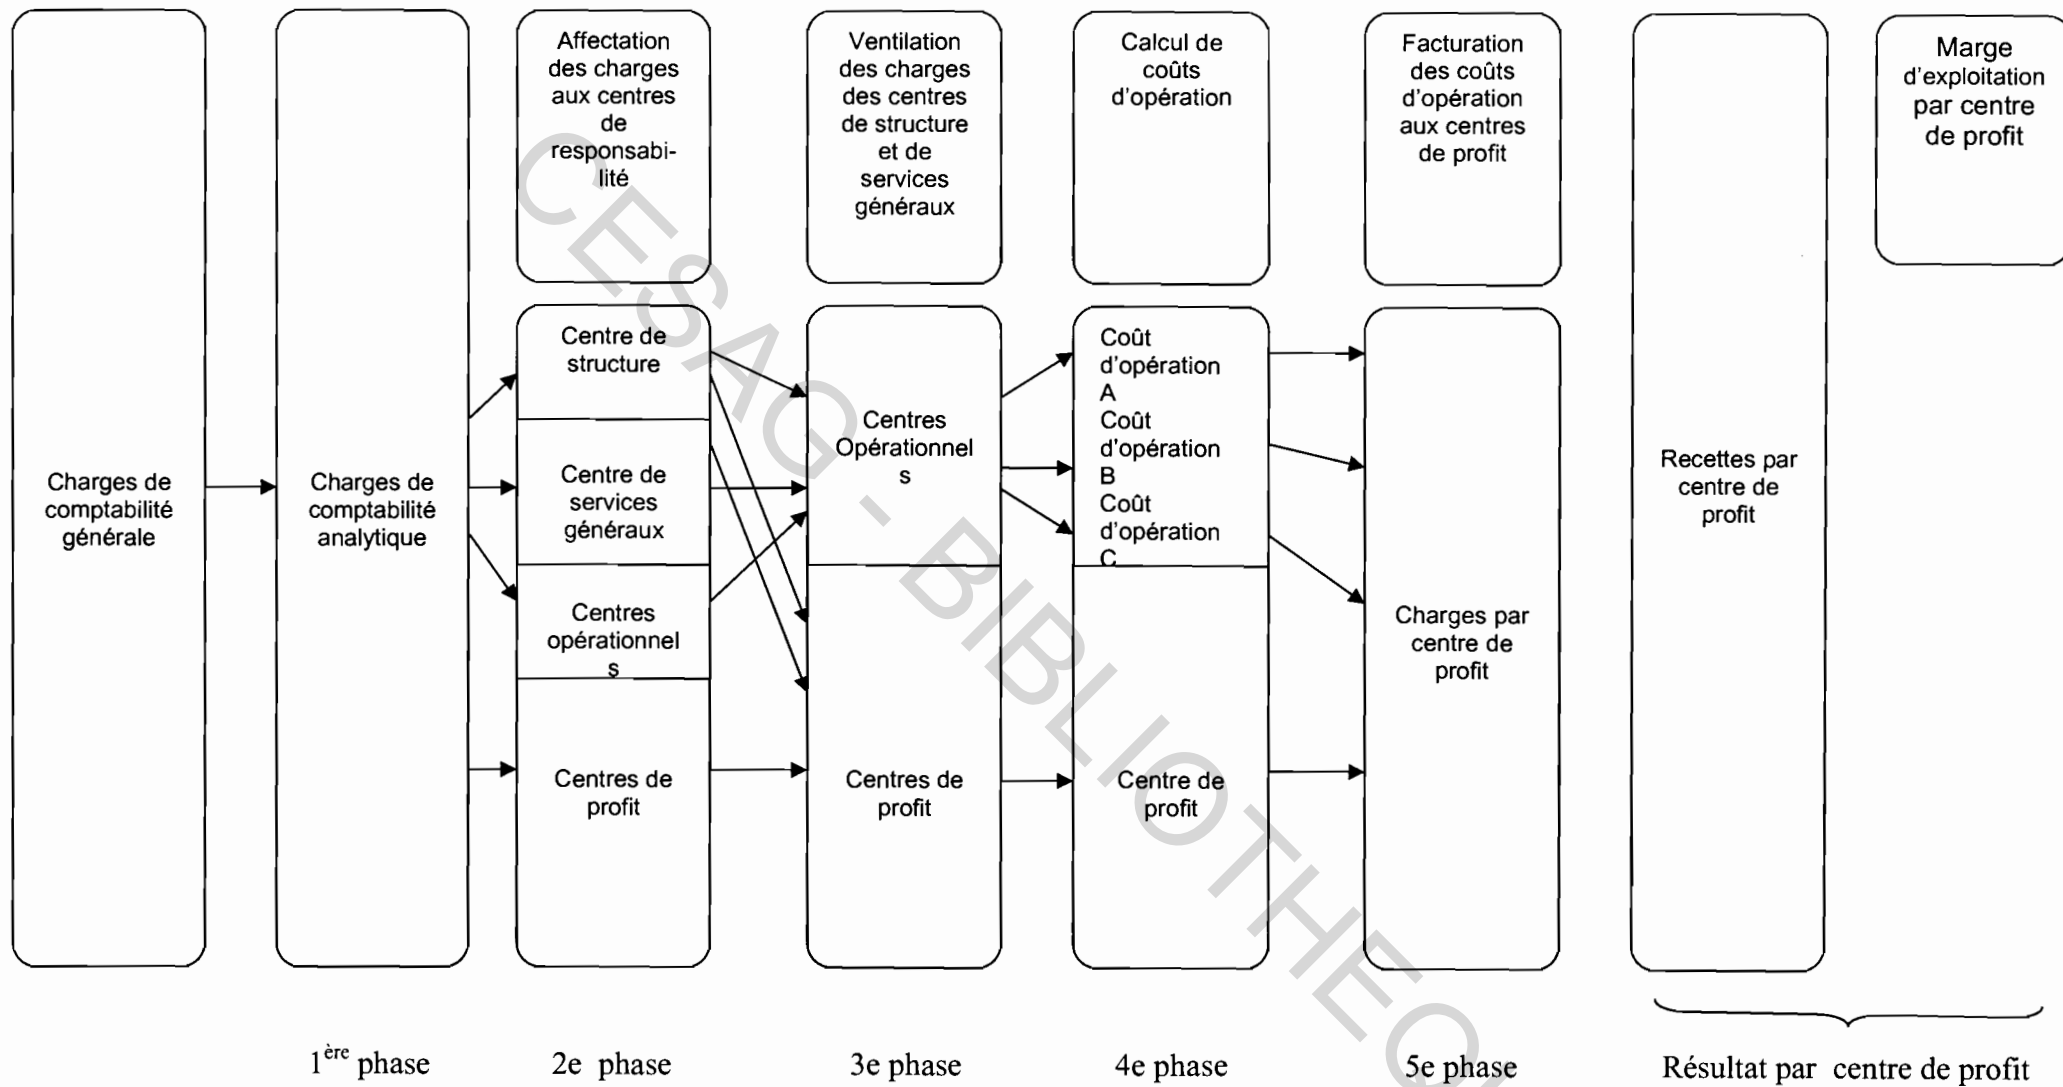 Charges de
comptabilité
générale
Charges de
comptabilité
analytique
Affectation
des charges
aux centres
de
responsabi-
lité
Centre de
structure
Centre de
services
généraux
Centres
opérationnel
s
Centres de
profit
Ventilation
des charges
des centres
de structure
et de
services
généraux
Centres
Opérationnel
s
Centres de
profit
Calcul de
coûts
d'opération
Coût
d'opération
A
Coût
d'opération
B
Coût
d'opération
C
Centre de
profit
Facturation
des coûts
d'opération
aux centres
de profit
Charges par
centre de
profit
Recettes par
centre de
profit
Marge
d'exploitation
par centre
de profit
1ère phase
2e phase
3e phase
4e phase
5e phase
Résultat par centre de profit
CESAG - BIBLIOTHEQ